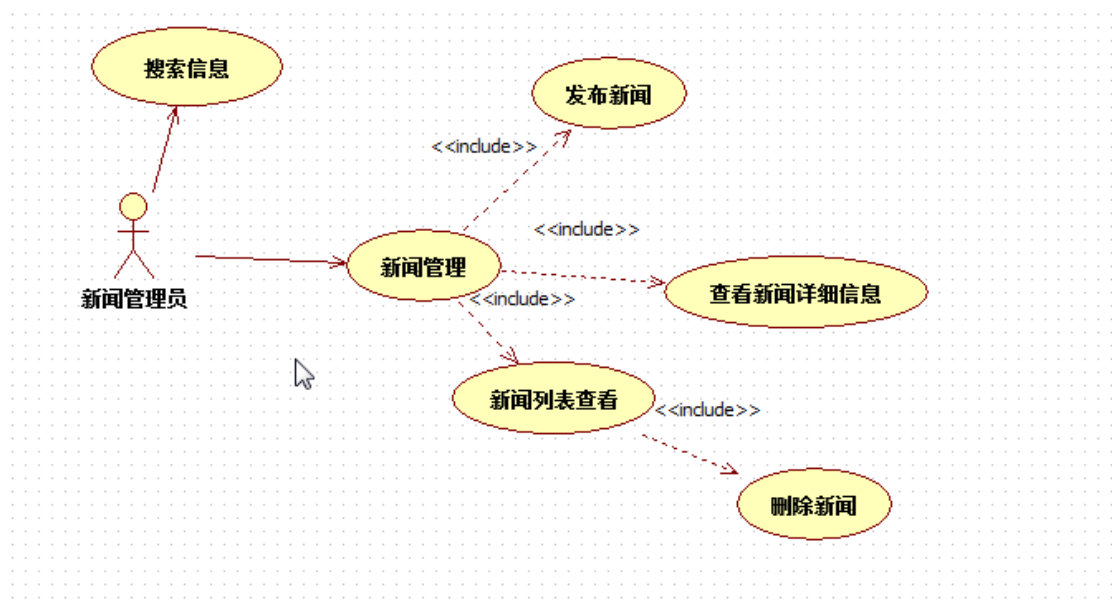 搜索信息
发布新闻
<<include>>
<<include>>
新闻管理
查看新闻详细信息
<<include>>
新闻管理员
新闻列表查看
<<include>>
删除新闻